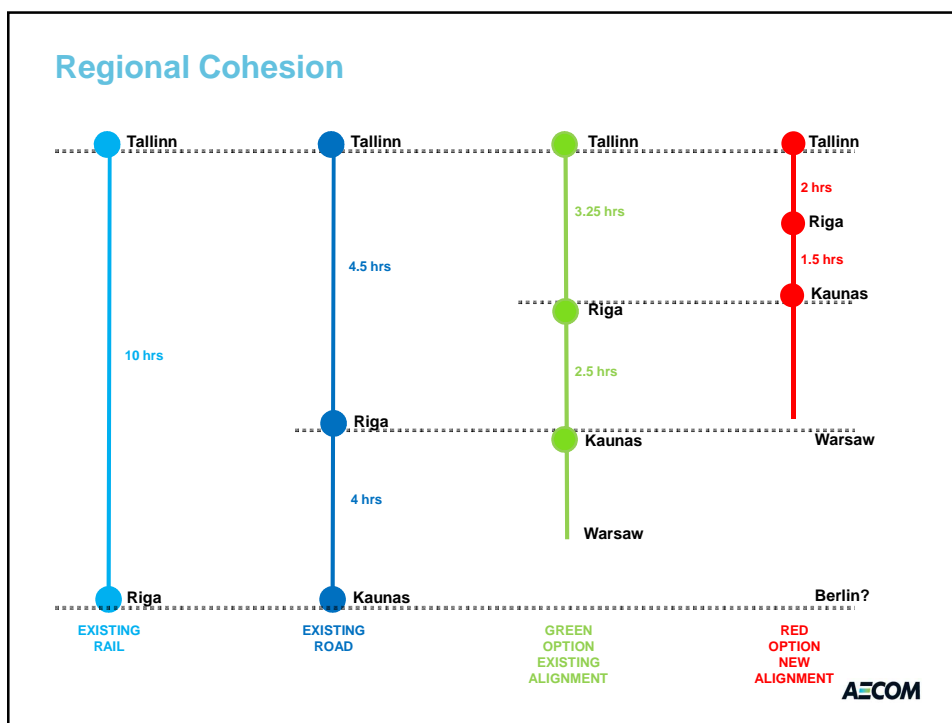 Regional Cohesion
Tallinn
Tallinn
Tallinn
Tallinn
2 hrs
3.25 hrs
Riga
1.5 hrs
4.5 hrs
Kaunas
Riga
10 hrs
2.5 hrs
Riga
Kaunas
Warsaw
4 hrs
Warsaw
Berlin?
Riga
Kaunas
EXISTING
RAIL
EXISTING
ROAD
GREEN
OPTION
EXISTING
ALIGNMENT
RED
OPTION
NEW
ALIGNMENT
AECOM